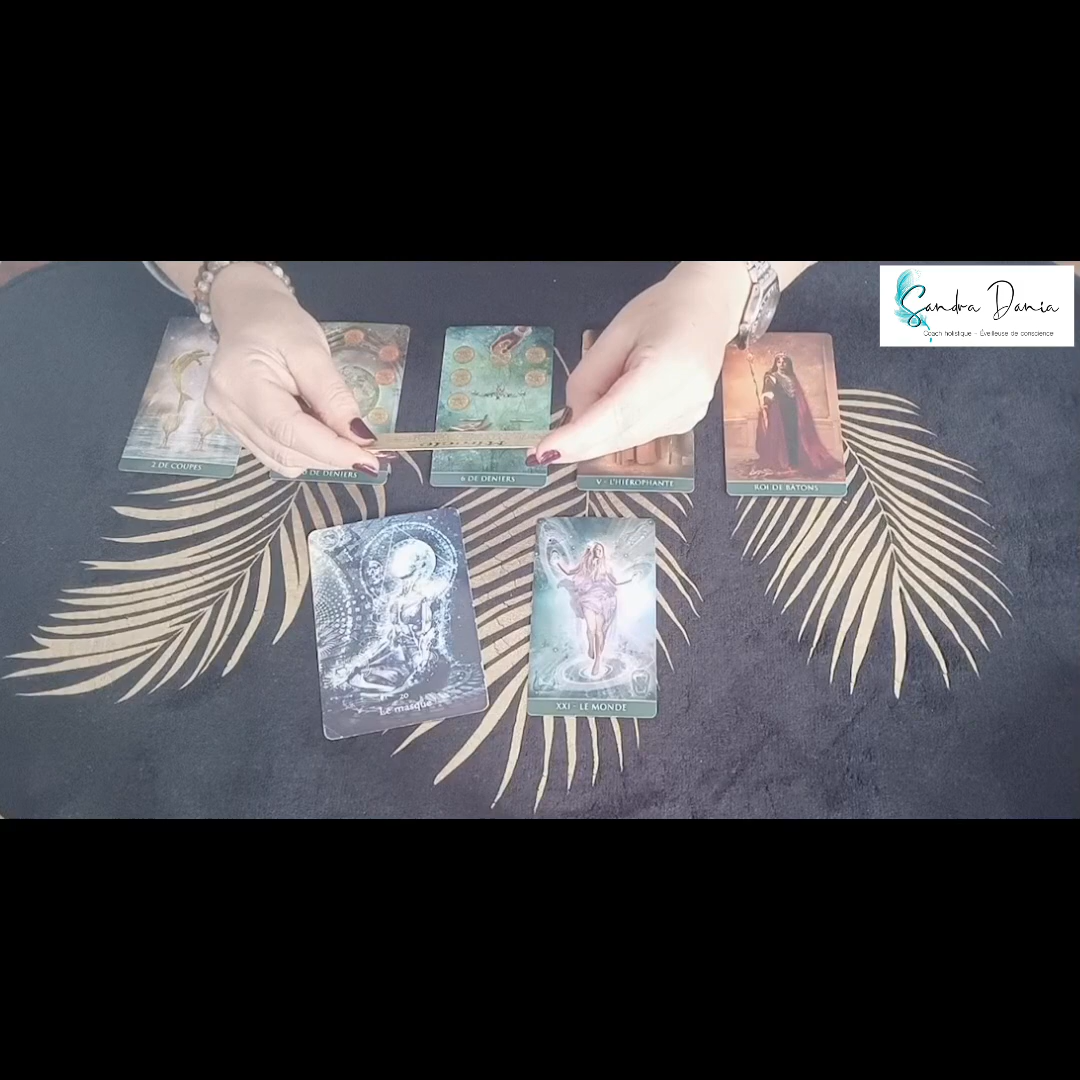 Sandra Dania
Coach holistique - Éveilleuse de conscience
2 DE COUPES
DE DENIERS
6 DE DENIERS
V - L'HIÉROPHANTE
ROI DE BÂTONS
20
Le masque
XXI - LE MONDE